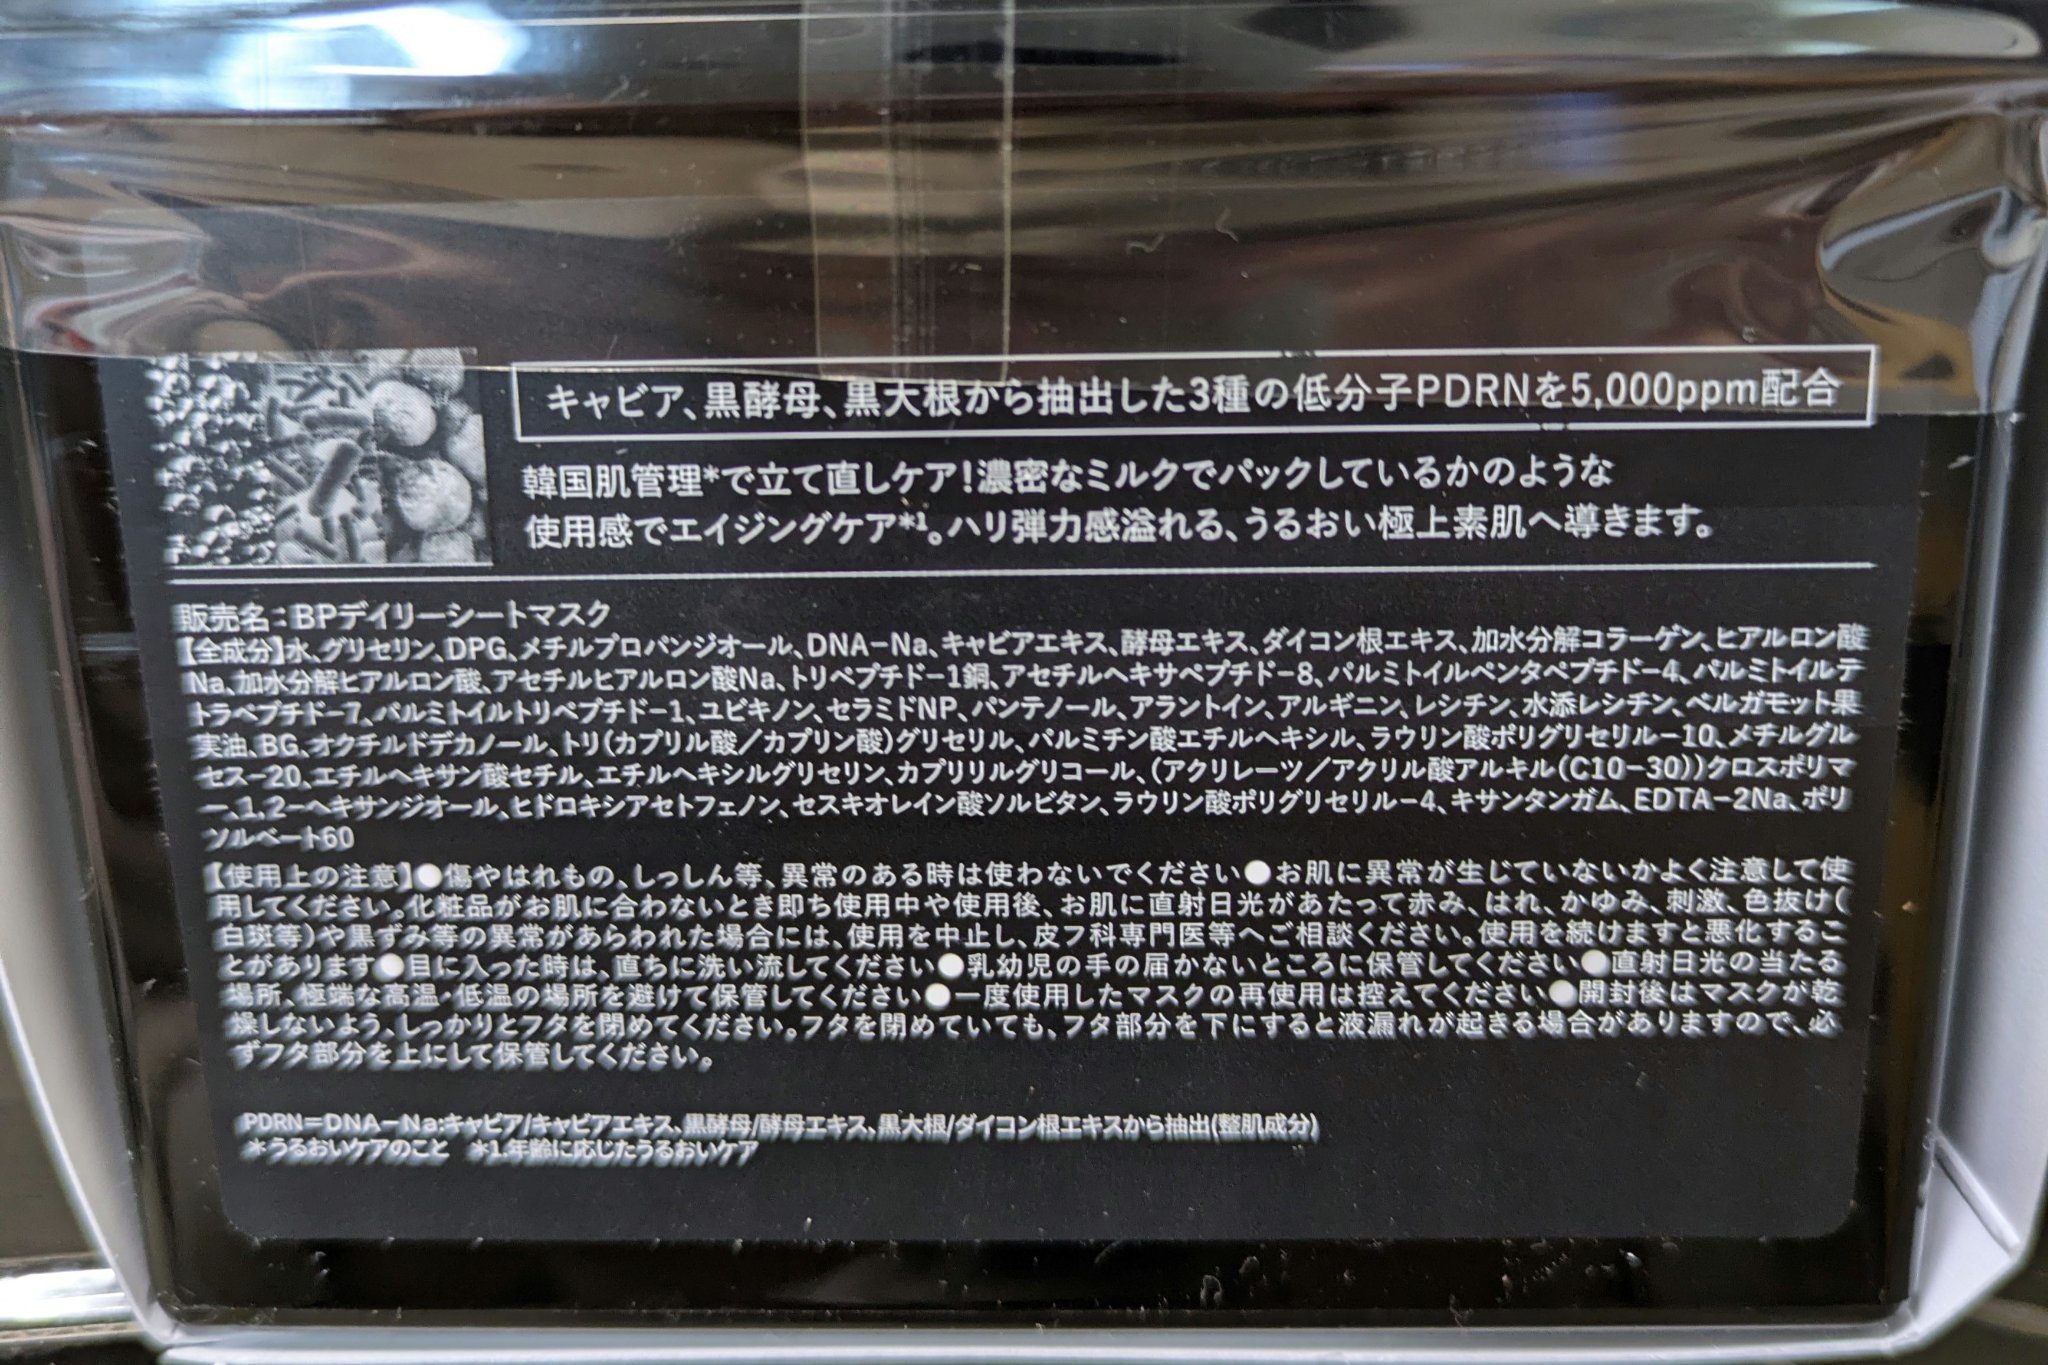 キャビア、黒酵母、黒大根から抽出した3種の低分子PDRNを5,000ppm配合
韓国肌管理*で立て直しケア!濃密なミルクでパックしているかのような
使用感でエイジングケア*1。ハリ弾力感溢れる、うるおい極上素肌へ導きます。
販売名:BPデイリーシートマスク
【全成分】水、グリセリン、DPG、メチルプロパンジオール、DNA-Na、キャビアエキス、酵母エキス、ダイコン根エキス、加水分解コラーゲン、ヒアルロン酸
Na、加水分解ヒアルロン酸、アセチルヒアルロン酸Na、トリペプチド-1銅、アセチルヘキサペプチド-8、パルミトイルペンタペプチド-4、パルミトイルテ
トラペプチド-7、パルミトイルトリペプチド-1、ユビキノン、セラミドNP、パンテノール、アラントイン、アルギニン、レシチン、水添レシチン、ベルガモット果
実油、BG、オクチルドデカノール、トリ(カプリル酸/カプリン酸)グリセリル、パルミチン酸エチルヘキシル、ラウリン酸ポリグリセリル-10、メチルグル
セス-20、エチルヘキサン酸セチル、エチルヘキシルグリセリン、カプリリルグリコール、(アクリレーツ/アクリル酸アルキル(C10-30))クロスポリマ
ー、1,2-ヘキサンジオール、ヒドロキシアセトフェノン、セスキオレイン酸ソルビタン、ラウリン酸ポリグリセリル-4、キサンタンガム、EDTA-2Na、ポリ
ソルベート60
【使用上の注意】●傷やはれもの、しっしん等、異常のある時は使わないでください●お肌に異常が生じていないかよく注意して使
用してください。化粧品がお肌に合わないとき即ち使用中や使用後、お肌に直射日光があたって赤み、はれ、かゆみ、刺激、色抜け(
白斑等)や黒ずみ等の異常があらわれた場合には、使用を中止し、皮フ科専門医等へご相談ください。使用を続けますと悪化するこ
とがあります●目に入った時は、直ちに洗い流してください●乳幼児の手の届かないところに保管してください●直射日光の当たる
場所、極端な高温・低温の場所を避けて保管してください●一度使用したマスクの再使用は控えてください●開封後はマスクが乾
燥しないよう、しっかりとフタを閉めてください。フタを閉めていても、フタ部分を下にすると液漏れが起きる場合がありますので、必
ずフタ部分を上にして保管してください。
PDRN=DNA-Na:キャビア/キャビアエキス、黒酵母/酵母エキス、黒大根/ダイコン根エキスから抽出(整肌成分)
*うるおいケアのこと *1.年齢に応じたうるおいケア